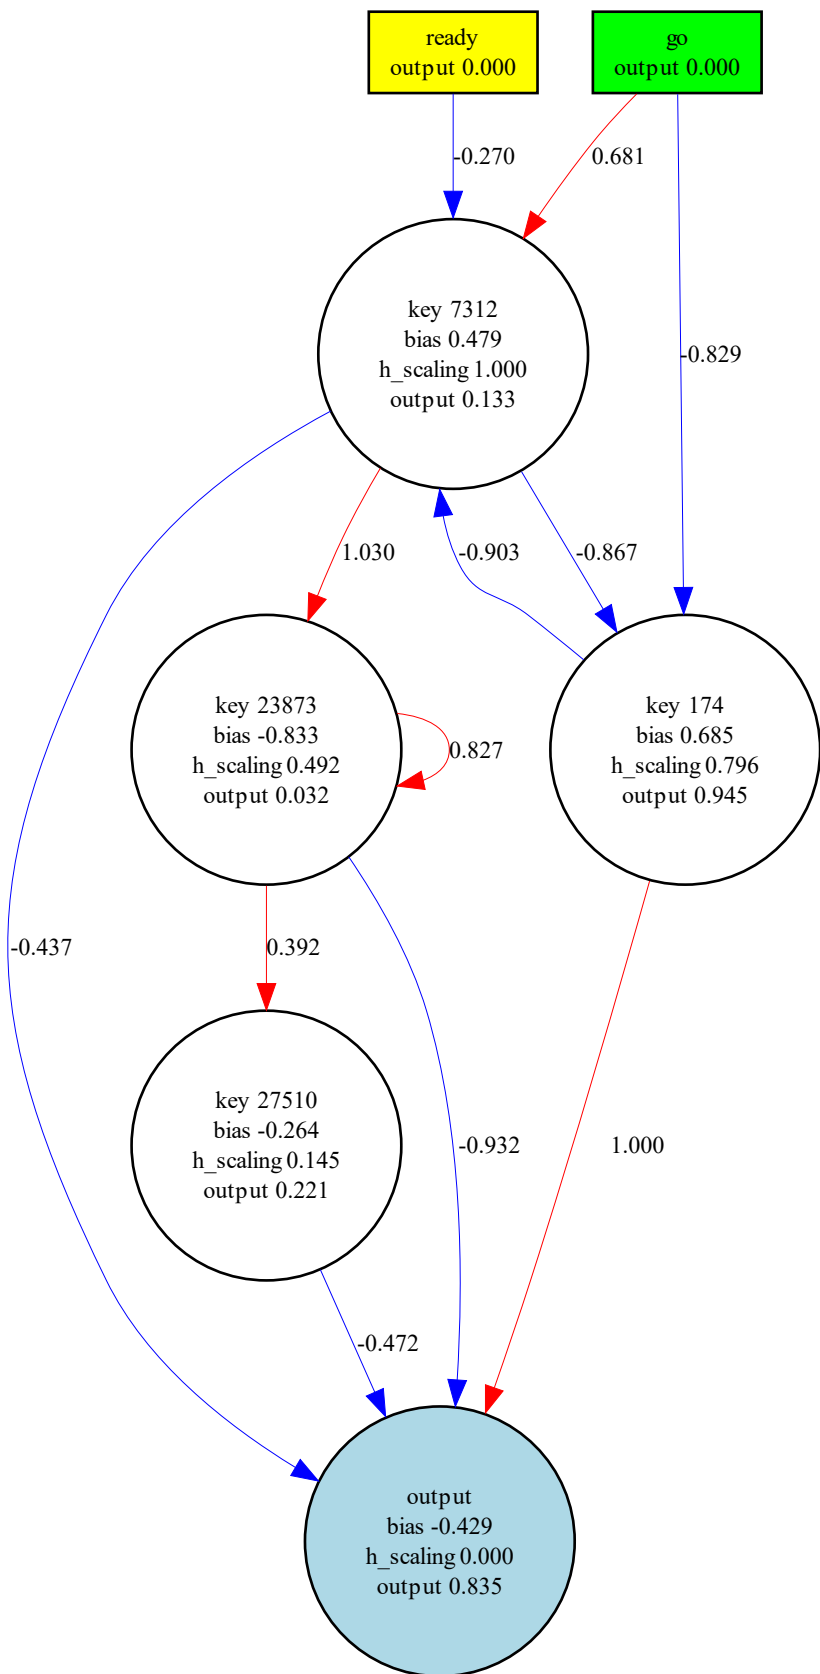 ready
output 0.000
go
output 0.000
-0.270
0.681
key 7312
bias 0.479
h_scaling 1.000
output 0.133
-0.829
1.030
-0.903
-0.867
key 23873
bias -0.833
h_scaling 0.492
output 0.032
0.827
key 174
bias 0.685
h_scaling 0.796
output 0.945
-0.437
0.392
key 27510
bias -0.264
h_scaling 0.145
output 0.221
-0.932
1.000
-0.472
output
bias -0.429
h_scaling 0.000
output 0.835